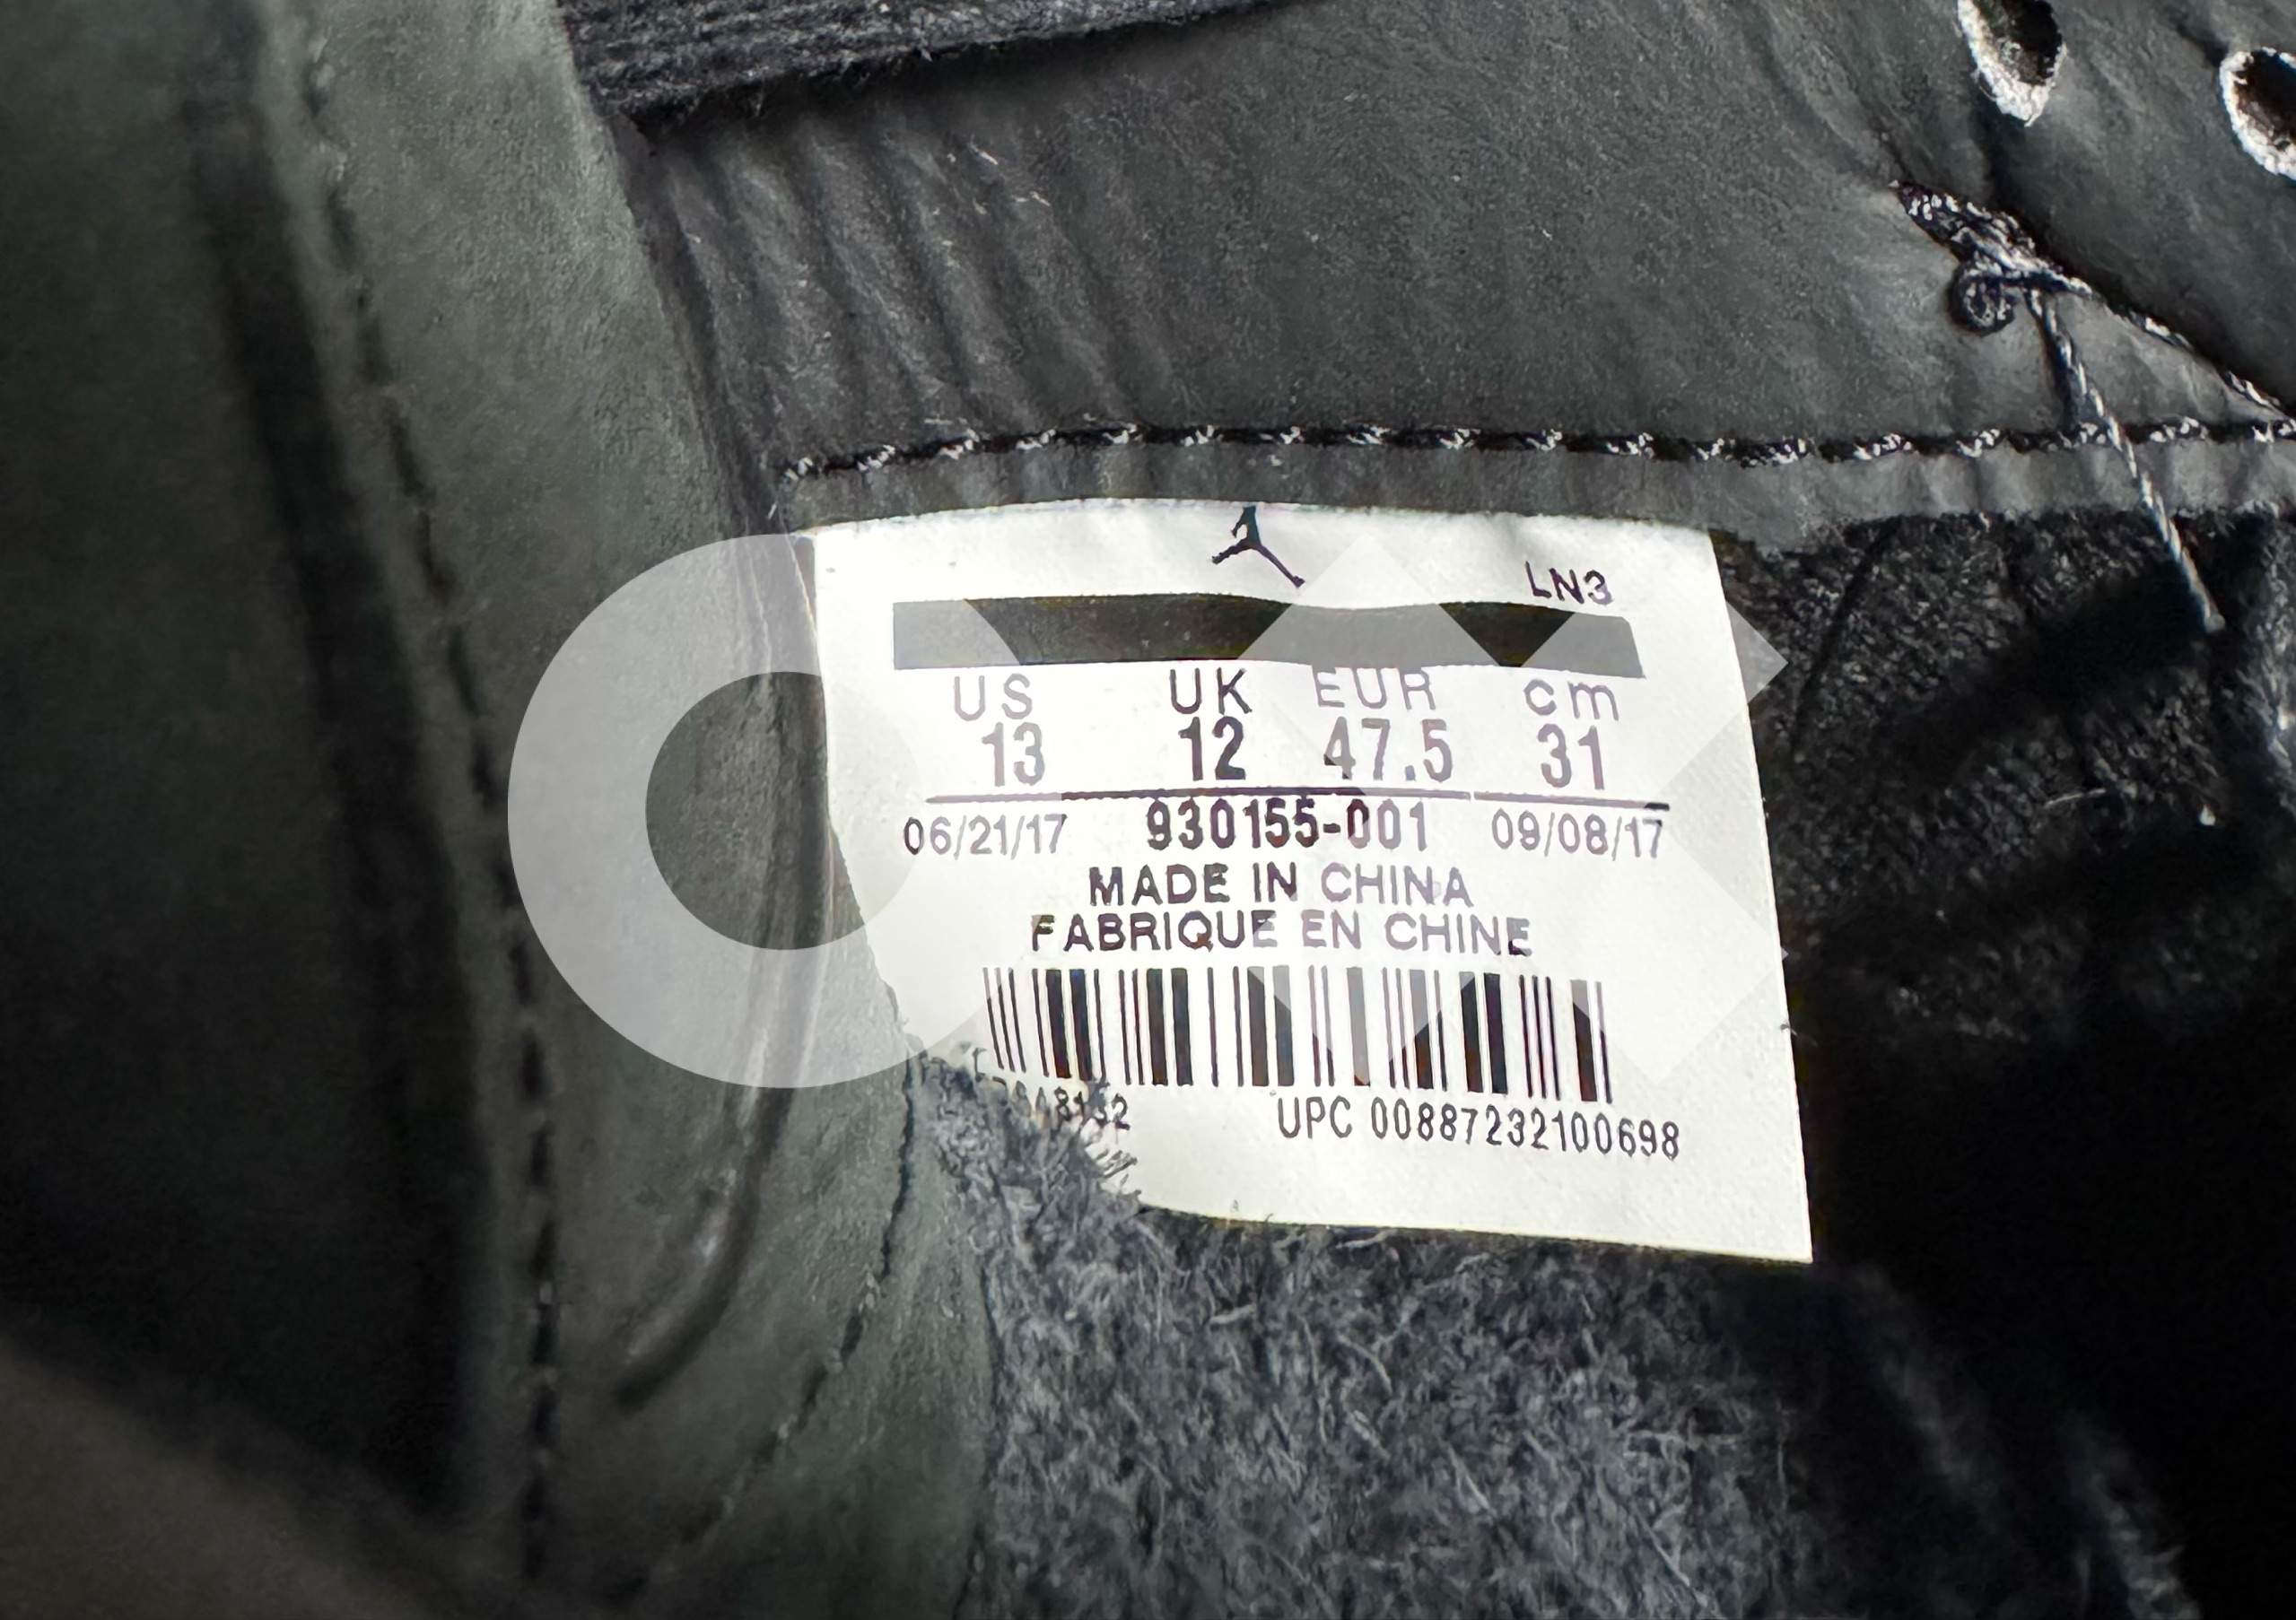 LN3
US UK EUR cm
13 12 47.5 31
06/21/17 930155-001 09/08/17
MADE IN CHINA
FABRIQUE EN CHINE
UPC 00887232100698